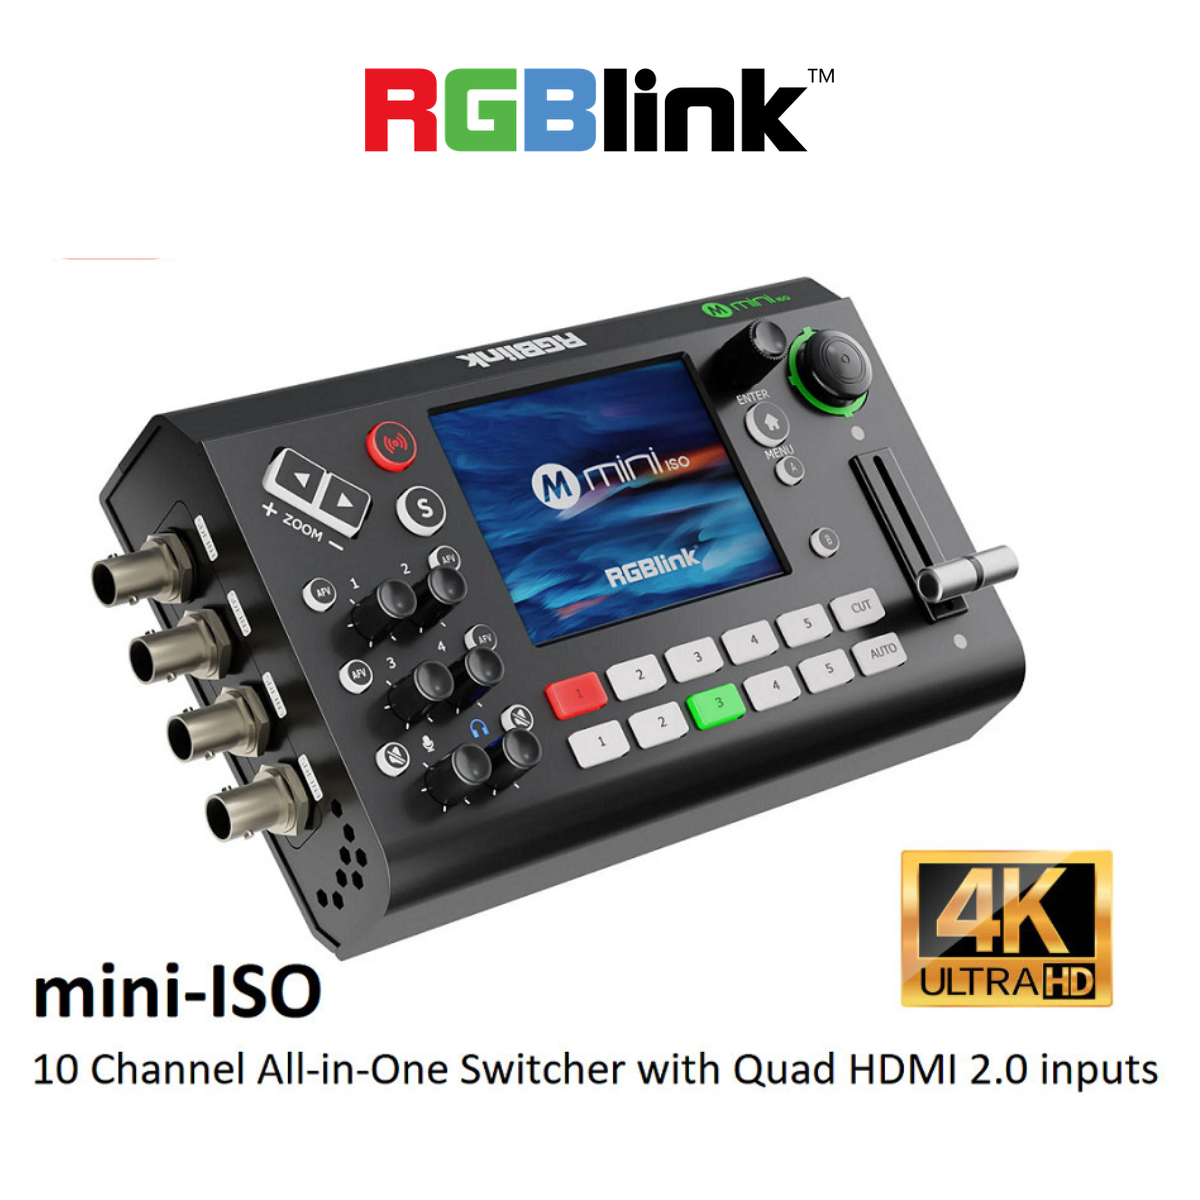 RGBlink™
M mini ISO
RGBlink
ENTER
MENU
A
S
+ ZOOM -
M mini ISO
RGBlink
B
AFV
1
2
AFV
AFV
3
4
AFV
1
2
3
4
5
CUT
1
2
3
4
5
AUTO
4K
ULTRA HD
mini-ISO
10 Channel All-in-One Switcher with Quad HDMI 2.0 inputs